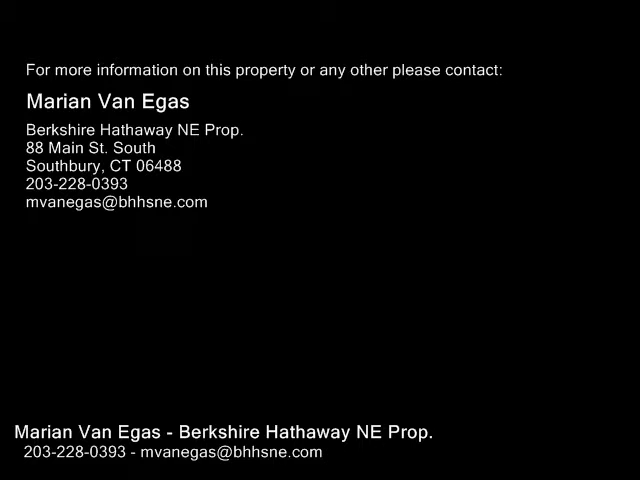 For more information on this property or any other please contact:
Marian Van Egas
Berkshire Hathaway NE Prop.
88 Main St. South
Southbury, CT 06488
203-228-0393
mvanegas@bhhsne.com
Marian Van Egas - Berkshire Hathaway NE Prop.
203-228-0393 - mvanegas@bhhsne.com